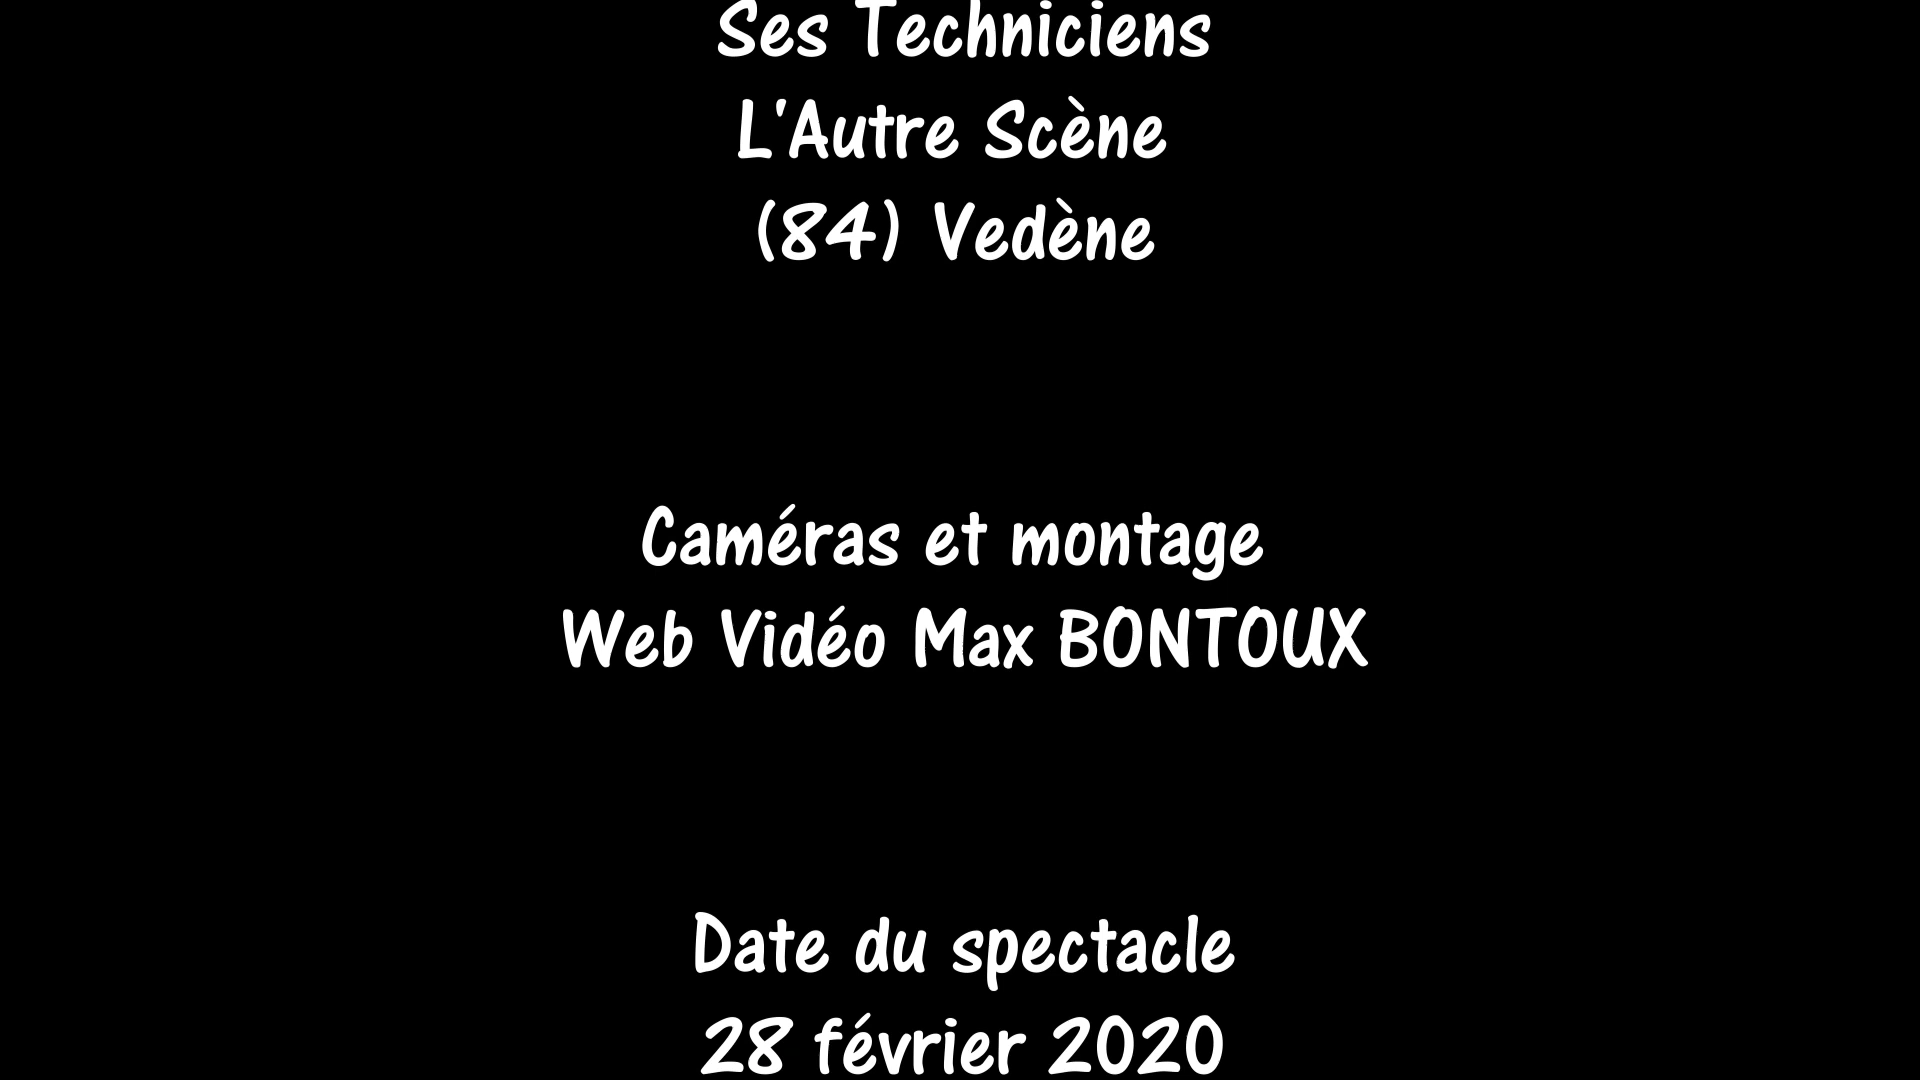 Ses Techniciens
L'Autre Scène
(84) Vedène
Caméras et montage
Web Vidéo Max BONTOUX
Date du spectacle
28 février 2020